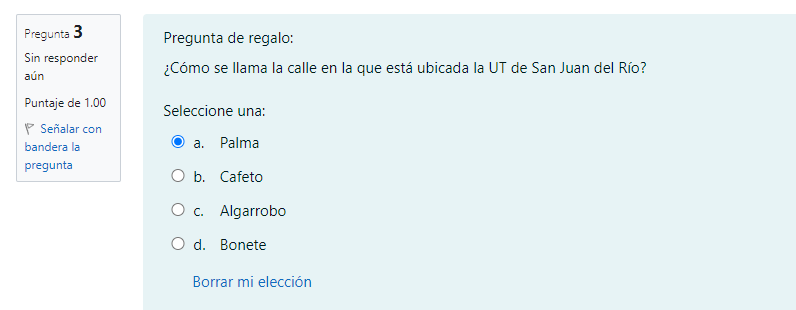 Pregunta 3
Sin responder
aún
Puntaje de 1.00
Señalar con
bandera la
pregunta
Pregunta de regalo:
¿Cómo se llama la calle en la que está ubicada la UT de San Juan del Río?
Seleccione una:
a. Palma
b. Cafeto
c. Algarrobo
d. Bonete
Borrar mi elección